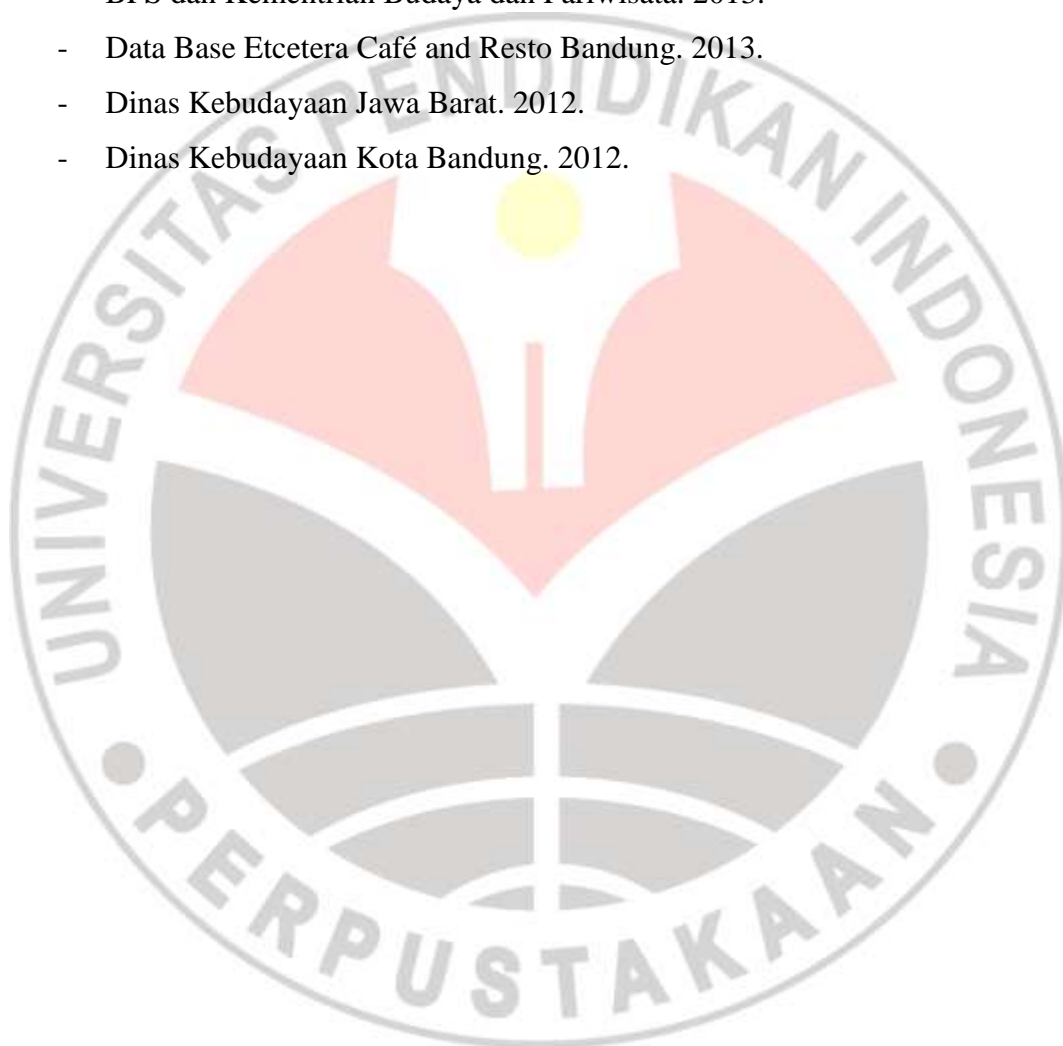 BPS dan Kementrian Budaya dan Pariwisata. 2013.
- Data Base Etcetera Café and Resto Bandung. 2013.
- Dinas Kebudayaan Jawa Barat. 2012.
- Dinas Kebudayaan Kota Bandung. 2012.
UNIVERSITAS PENDIDIKAN INDONESIA
PERPUSTAKAAN